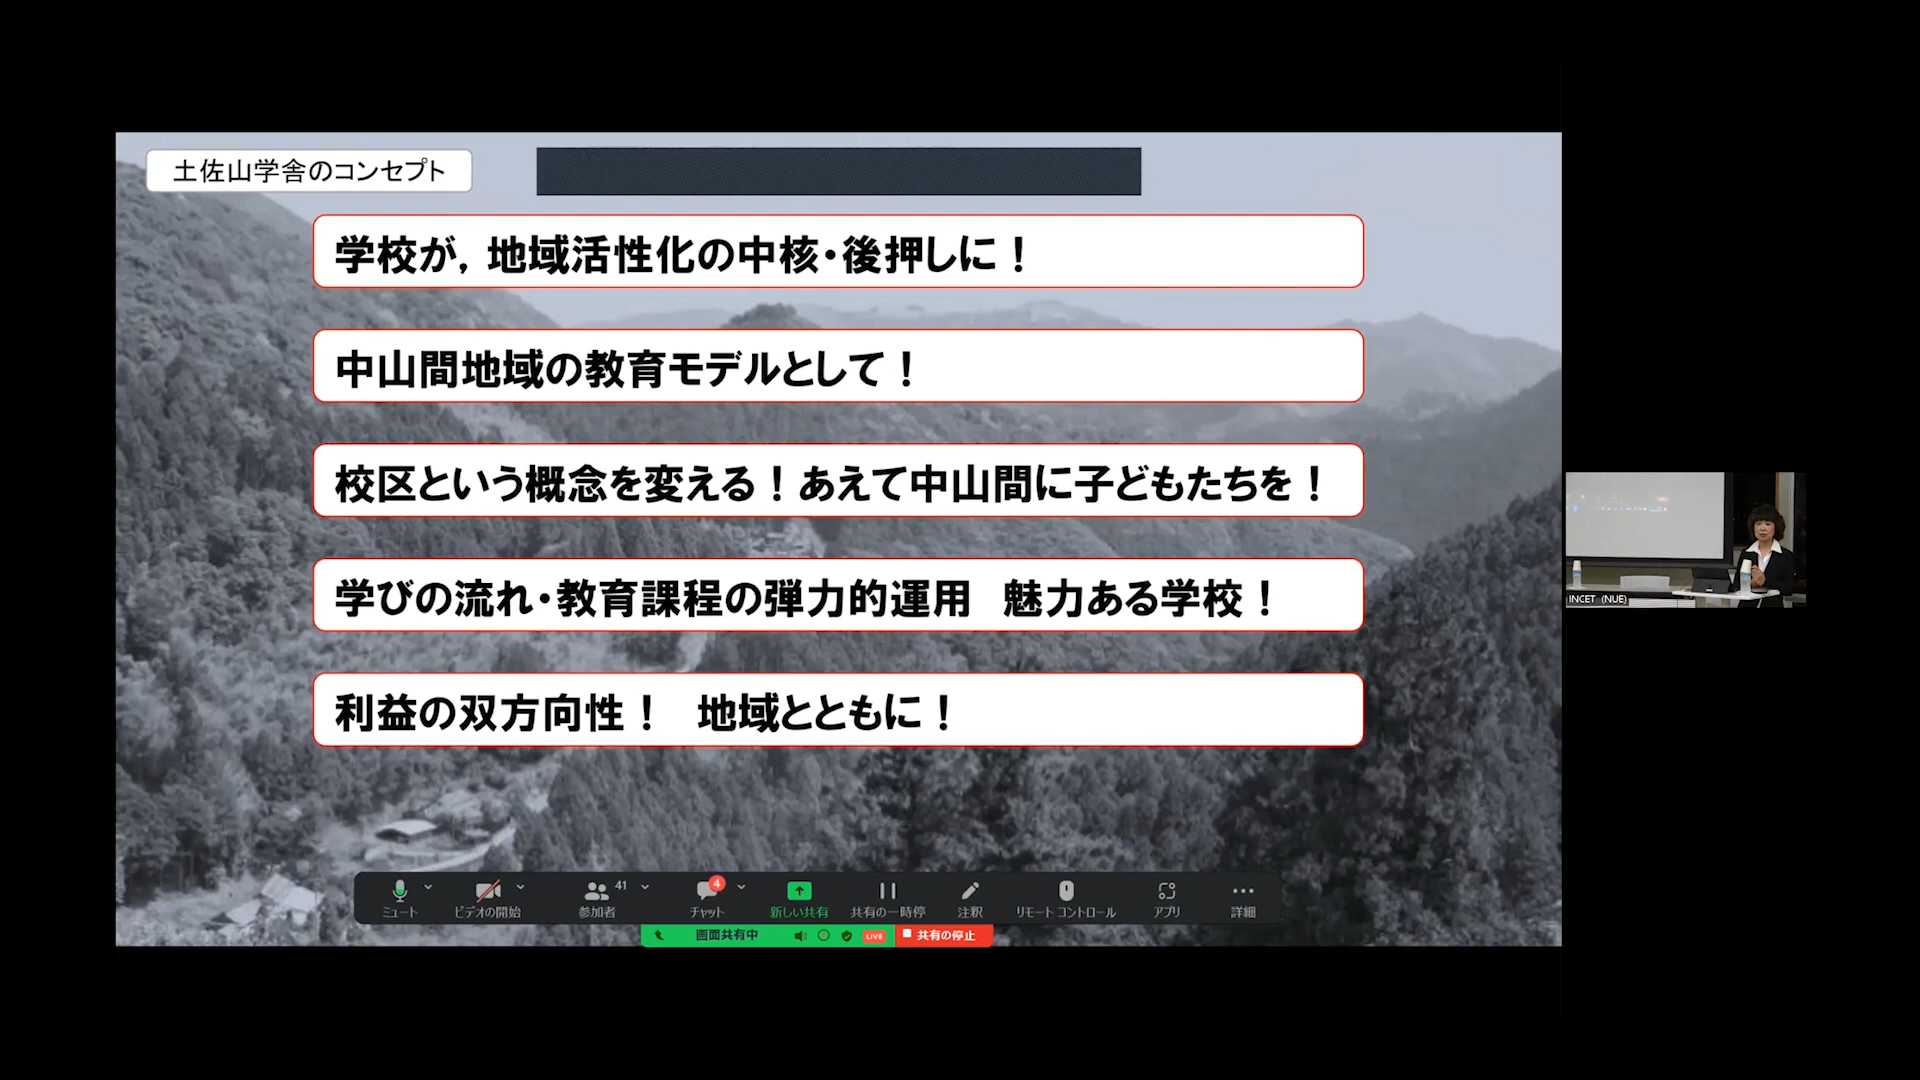 土佐山学舎のコンセプト
学校が，地域活性化の中核・後押しに！
中山間地域の教育モデルとして！
校区という概念を変える！あえて中山間に子どもたちを！
学びの流れ・教育課程の弾力的運用　魅力ある学校！
利益の双方向性！　地域とともに！
INCET (NUE)
ミュート ビデオの開始 41 参加者 4 チャット 新しい共有 共有の一時停 注釈 リモート コントロール アプリ 詳細
画面共有中 LIVE 共有の停止